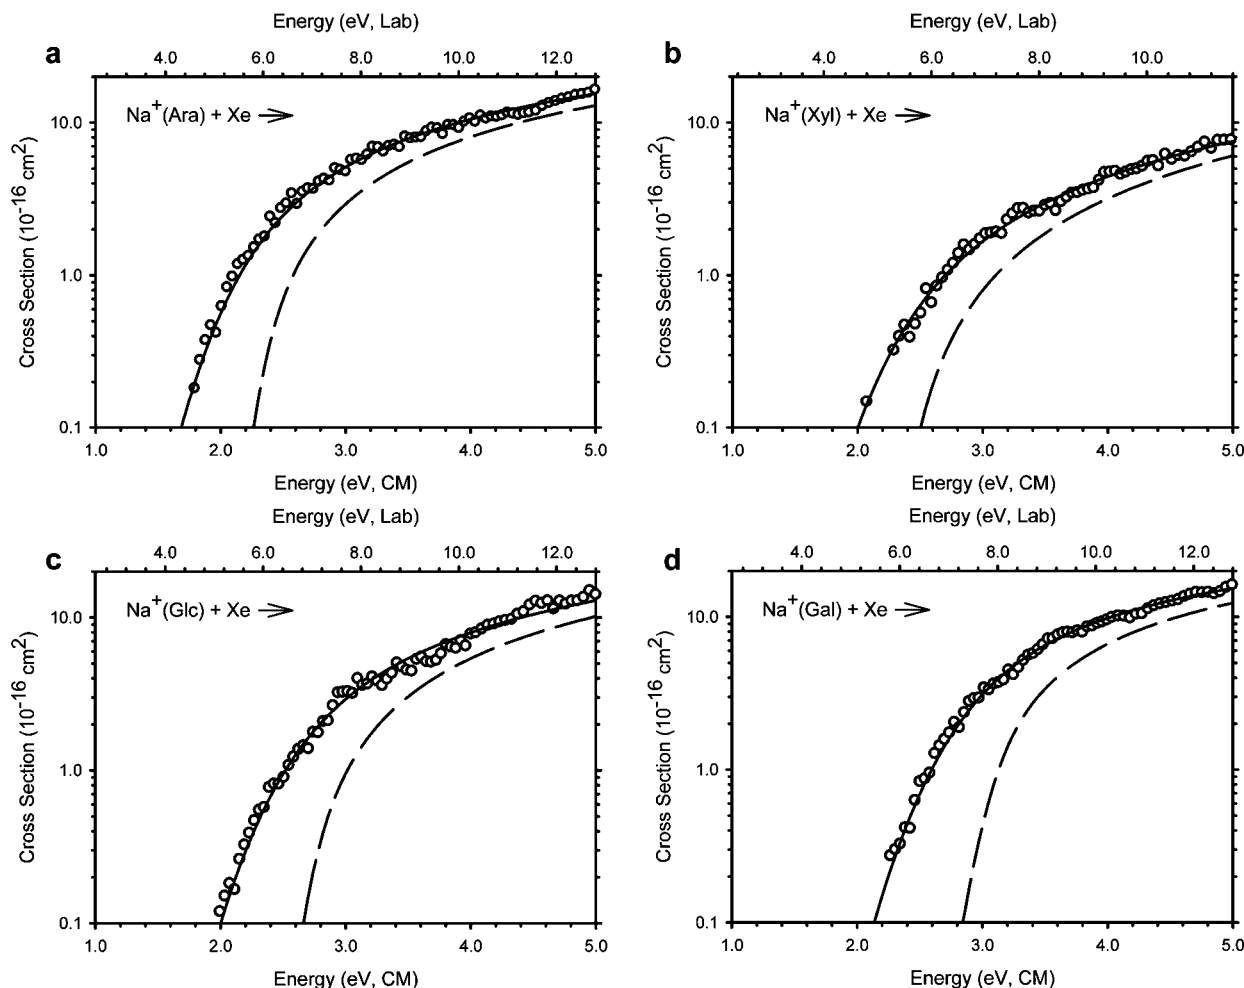 Energy (eV, Lab)
a
4.0 6.0 8.0 10.0 12.0
Na+(Ara) + Xe
10.0
1.0
0.1
Cross Section (10-16 cm2)
1.0 2.0 3.0 4.0 5.0
Energy (eV, CM)
Energy (eV, Lab)
b
4.0 6.0 8.0 10.0
Na+(Xyl) + Xe
10.0
1.0
0.1
Cross Section (10-16 cm2)
1.0 2.0 3.0 4.0 5.0
Energy (eV, CM)
Energy (eV, Lab)
c
4.0 6.0 8.0 10.0 12.0
Na+(Glc) + Xe
10.0
1.0
0.1
Cross Section (10-16 cm2)
1.0 2.0 3.0 4.0 5.0
Energy (eV, CM)
Energy (eV, Lab)
d
4.0 6.0 8.0 10.0 12.0
Na+(Gal) + Xe
10.0
1.0
0.1
Cross Section (10-16 cm2)
1.0 2.0 3.0 4.0 5.0
Energy (eV, CM)